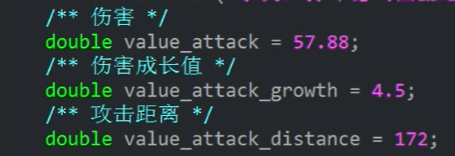 /** 伤害 */
double value_attack = 57.88;
/** 伤害成长值 */
double value_attack_growth = 4.5;
/** 攻击距离 */
double value_attack_distance = 172;